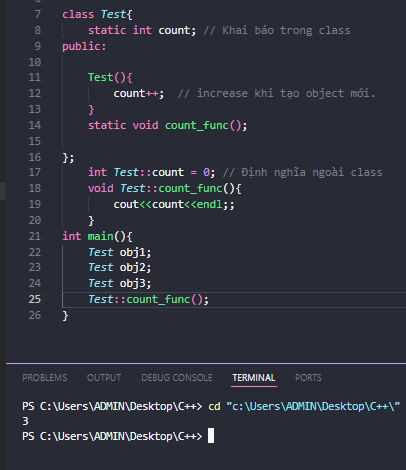 7 class Test{
8 static int count; // Khai báo trong class
9 public:
10
11 Test(){
12 count++; // increase khi tạo object mới.
13 }
14 static void count_func();
15
16 };
17 int Test::count = 0; // Định nghĩa ngoài class
18 void Test::count_func(){
19 cout<<count<<endl;;
20 }
21 int main(){
22 Test obj1;
23 Test obj2;
24 Test obj3;
25 Test::count_func();
26 }
PROBLEMS OUTPUT DEBUG CONSOLE TERMINAL PORTS
PS C:\Users\ADMIN\Desktop\C++> cd "c:\Users\ADMIN\Desktop\C++\"
3
PS C:\Users\ADMIN\Desktop\C++>